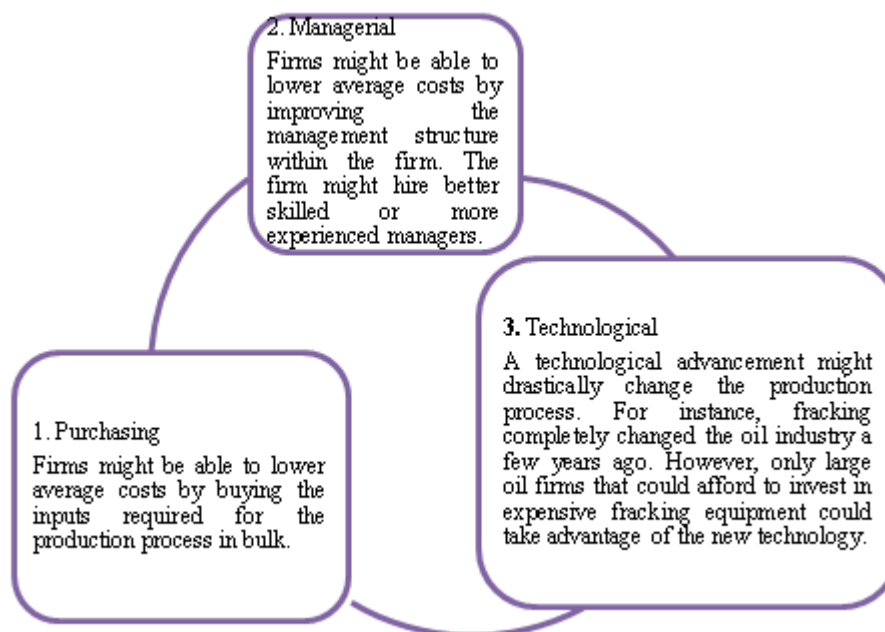 2. Managerial
Firms might be able to
lower average costs by
improving the
management structure
within the firm. The
firm might hire better
skilled or more
experienced managers.
1. Purchasing
Firms might be able to lower
average costs by buying the
inputs required for the
production process in bulk.
3. Technological
A technological advancement might
drastically change the production
process. For instance, fracking
completely changed the oil industry a
few years ago. However, only large
oil firms that could afford to invest in
expensive fracking equipment could
take advantage of the new technology.